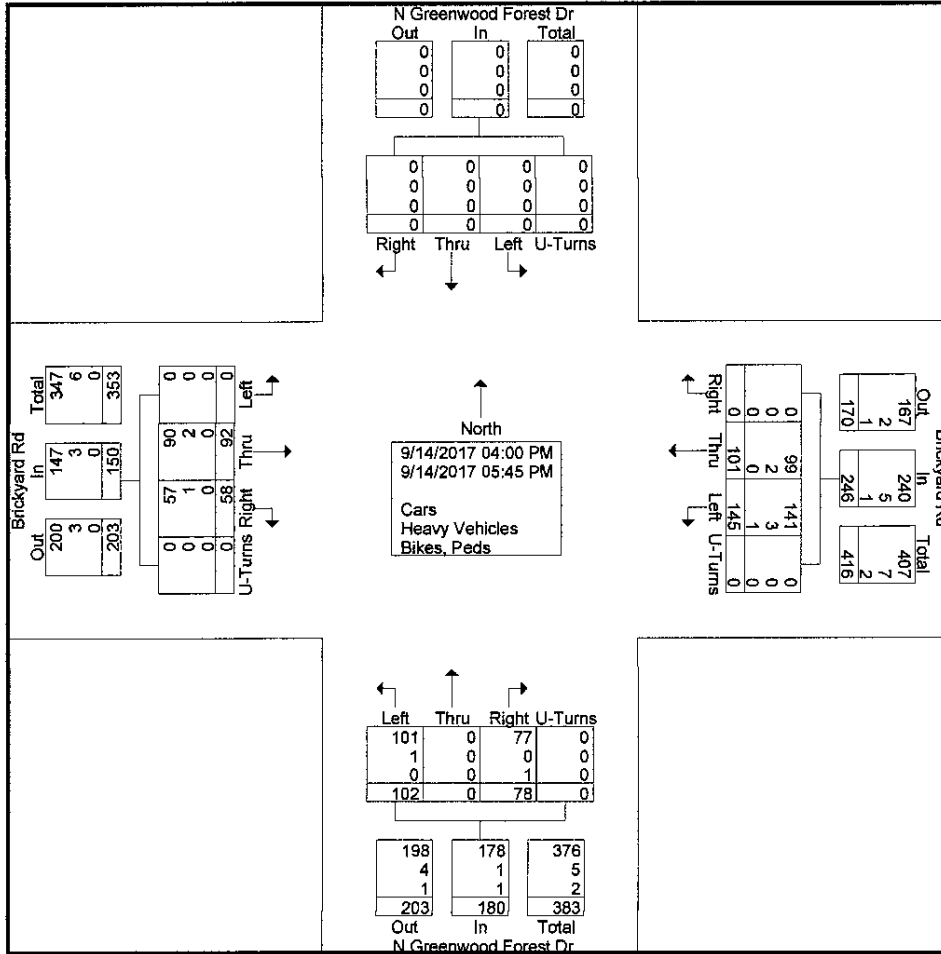 N Greenwood Forest Dr
Out In Total
0 0 0
0 0 0
0 0 0
0 0 0
0 0 0 0
0 0 0 0
0 0 0 0
0 0 0 0
Right Thru Left U-Turns
Brickyard Rd
Total In Out
347 147 200
6 3 3
0 0 0
353 150 203
0 90 57 0
0 2 1 0
0 0 0 0
0 92 58 0
Left Thru Right U-Turns
North
9/14/2017 04:00 PM
9/14/2017 05:45 PM
Cars
Heavy Vehicles
Bikes, Peds
Right Thru Left U-Turns
0 99 141 0
0 2 3 0
0 0 1 0
0 101 145 0
Out In Total
167 240 407
2 5 7
1 1 2
170 246 416
Brickyard Rd
Left Thru Right U-Turns
101 0 77 0
1 0 0 0
0 0 1 0
102 0 78 0
198 178 376
4 1 5
1 1 2
203 180 383
Out In Total
N Greenwood Forest Dr